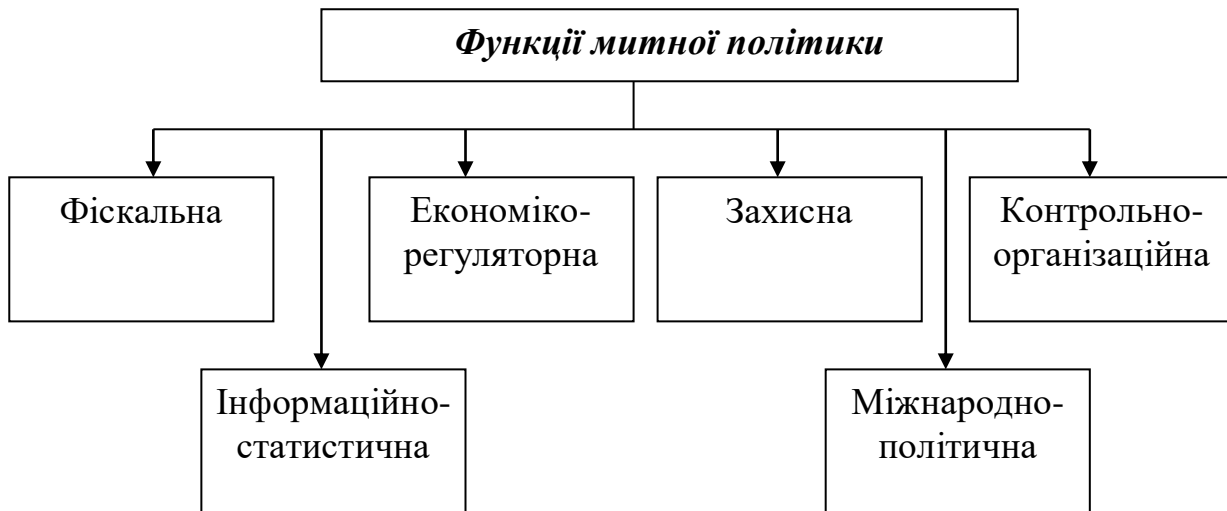 Функції митної політики
Фіскальна
Економіко-
регуляторна
Захисна
Контрольно-
організаційна
Інформаційно-
статистична
Міжнародно-
політична